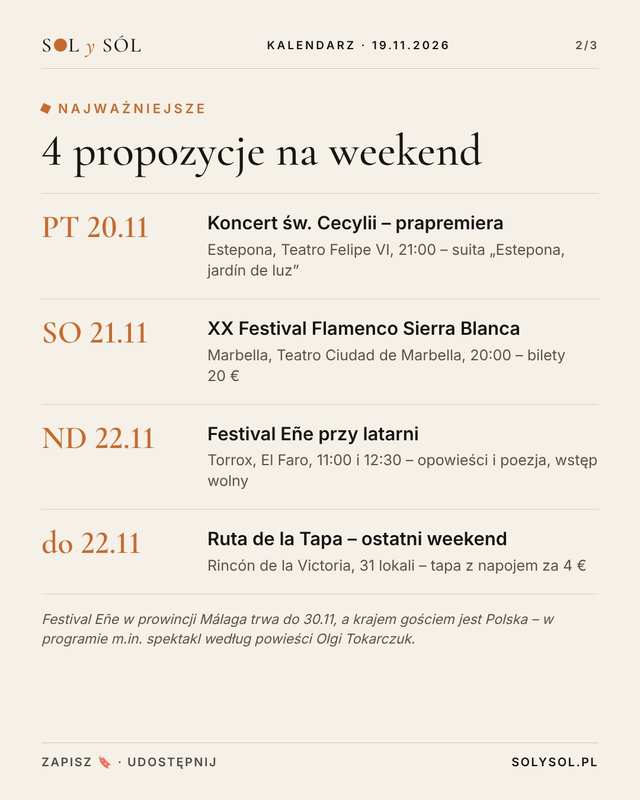 SOL y SÓL
KALENDARZ · 19.11.2026
2/3
NAJWAŻNIEJSZE
4 propozycje na weekend
PT 20.11
Koncert św. Cecylii – prapremiera
Estepona, Teatro Felipe VI, 21:00 – suita „Estepona,
jardín de luz”
SO 21.11
XX Festival Flamenco Sierra Blanca
Marbella, Teatro Ciudad de Marbella, 20:00 – bilety
20 €
ND 22.11
Festival Eñe przy latarni
Torrox, El Faro, 11:00 i 12:30 – opowieści i poezja, wstęp
wolny
do 22.11
Ruta de la Tapa – ostatni weekend
Rincón de la Victoria, 31 lokali – tapa z napojem za 4 €
Festival Eñe w prowincji Málaga trwa do 30.11, a krajem gościem jest Polska – w
programie m.in. spektakl według powieści Olgi Tokarczuk.
ZAPISZ 🔖 · UDOSTĘPNIJ
SOLYSOL.PL